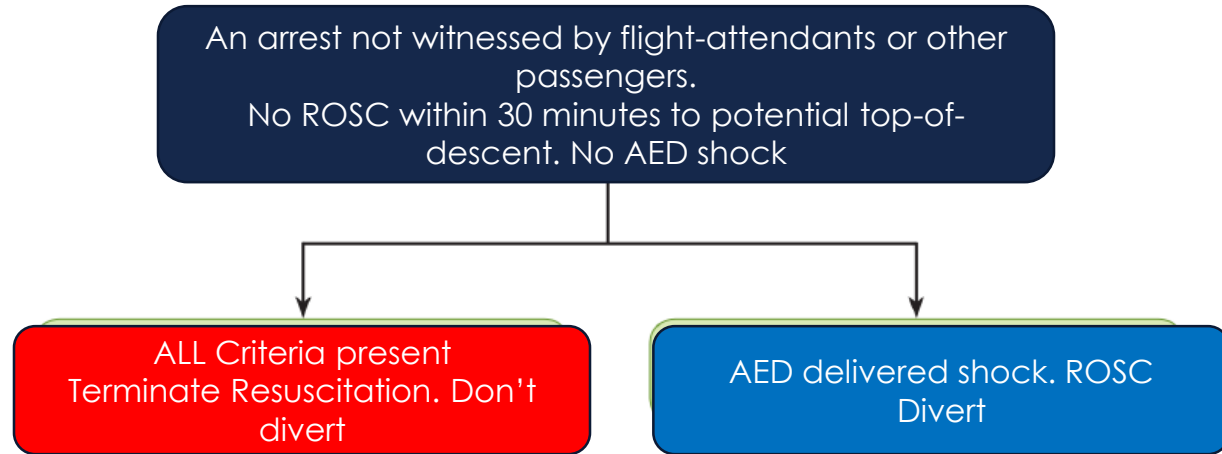 An arrest not witnessed by flight-attendants or other
passengers.
No ROSC within 30 minutes to potential top-of-
descent. No AED shock
ALL Criteria present
Terminate Resuscitation. Don’t
divert
AED delivered shock. ROSC
Divert